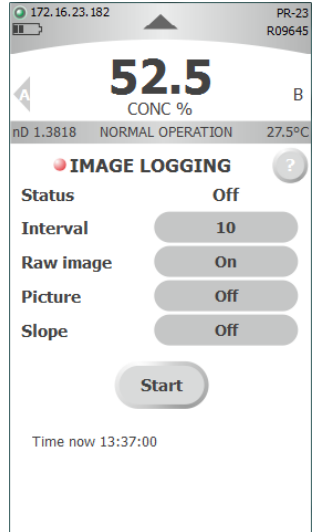 172.16.23.182 PR-23
R09645
A 52.5 B
CONC %
nD 1.3818 NORMAL OPERATION 27.5°C
IMAGE LOGGING ?
Status Off
Interval 10
Raw image On
Picture Off
Slope Off
Start
Time now 13:37:00